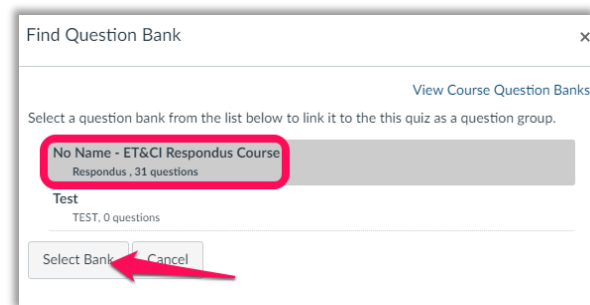 Find Question Bank
×
View Course Question Banks
Select a question bank from the list below to link it to the this quiz as a question group.
No Name - ET&CI Respondus Course
Respondus , 31 questions
Test
TEST, 0 questions
Select Bank Cancel